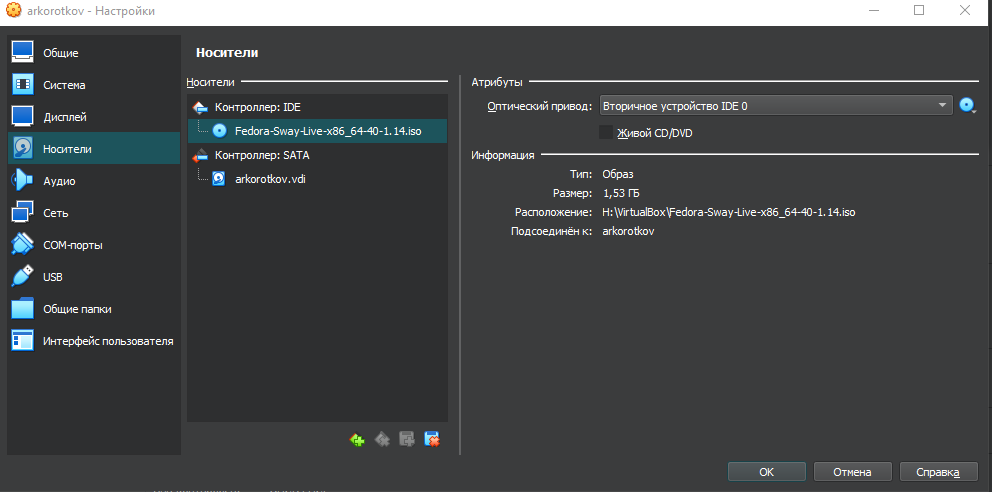 arkorotkov - Настройки
Общие
Система
Дисплей
Носители
Аудио
Сеть
COM-порты
USB
Общие папки
Интерфейс пользователя
Носители
Носители
Контроллер: IDE
Fedora-Sway-Live-x86_64-40-1.14.iso
Контроллер: SATA
arkorotkov.vdi
Атрибуты
Оптический привод: Вторичное устройство IDE 0
Живой CD/DVD
Информация
Тип: Образ
Размер: 1,53 ГБ
Расположение: H:\VirtualBox\Fedora-Sway-Live-x86_64-40-1.14.iso
Подсоединён к: arkorotkov
OK Отмена Справка